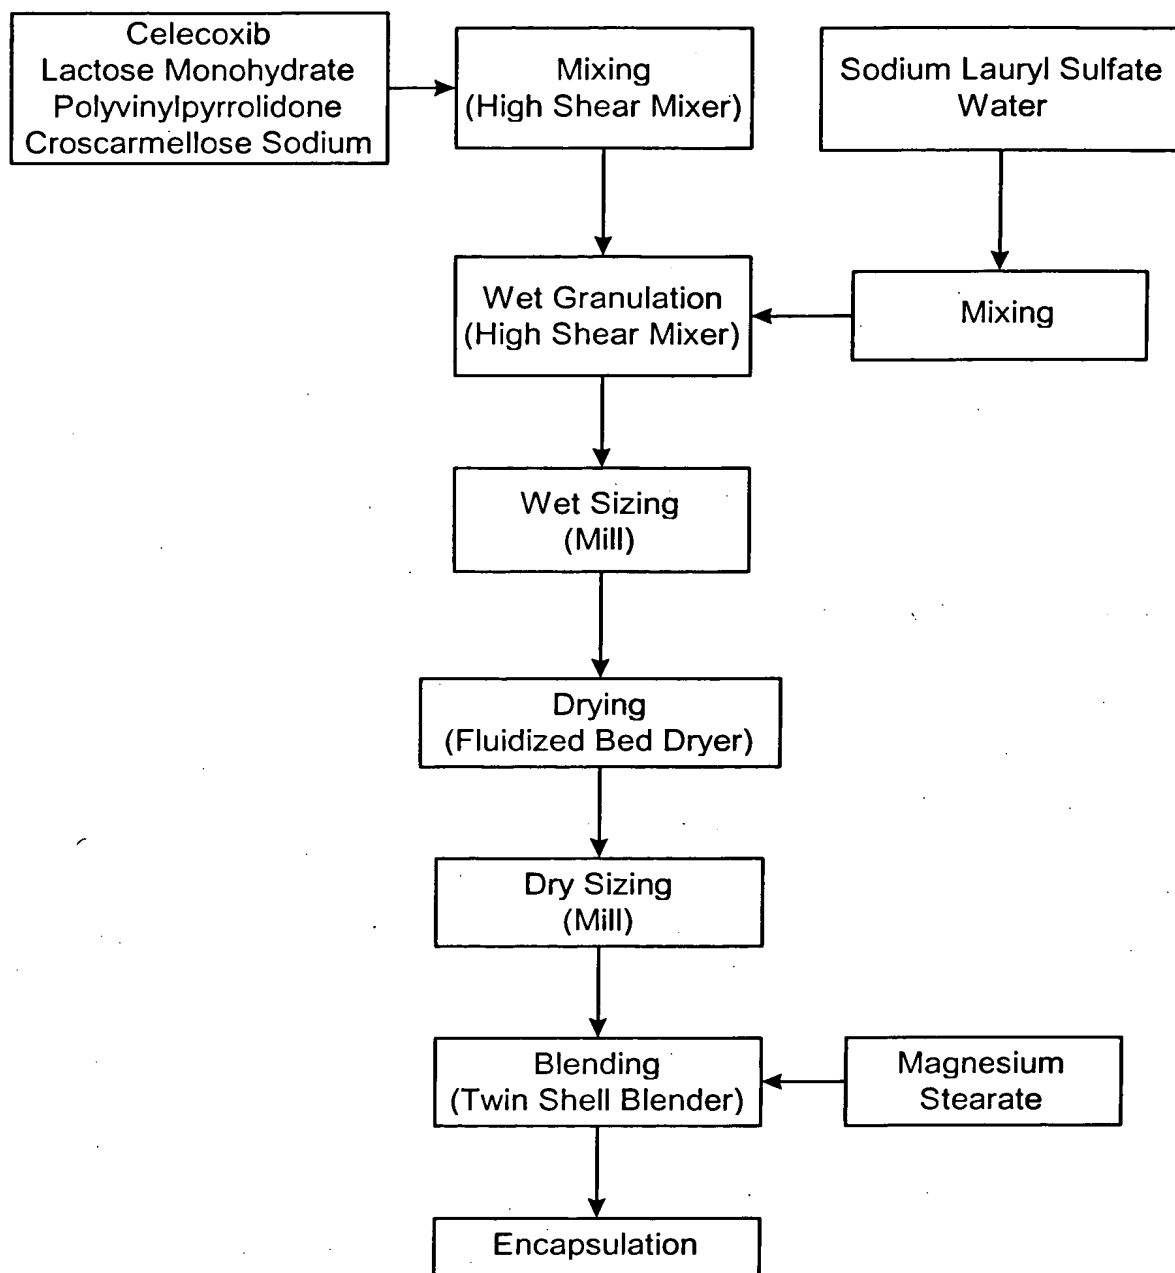 Celecoxib
Lactose Monohydrate
Polyvinylpyrrolidone
Croscarmellose Sodium
Mixing
(High Shear Mixer)
Sodium Lauryl Sulfate
Water
Wet Granulation
(High Shear Mixer)
Mixing
Wet Sizing
(Mill)
Drying
(Fluidized Bed Dryer)
Dry Sizing
(Mill)
Blending
(Twin Shell Blender)
Magnesium
Stearate
Encapsulation